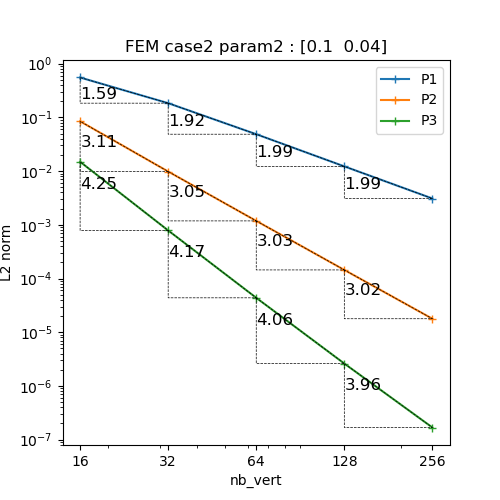 FEM case2 param2 : [0.1 0.04]
P1
P2
P3
10⁰
10⁻¹
10⁻²
10⁻³
10⁻⁴
10⁻⁵
10⁻⁶
10⁻⁷
L2 norm
1.59
1.92
1.99
1.99
3.11
3.05
3.03
3.02
4.25
4.17
4.06
3.96
16 32 64 128 256
nb_vert